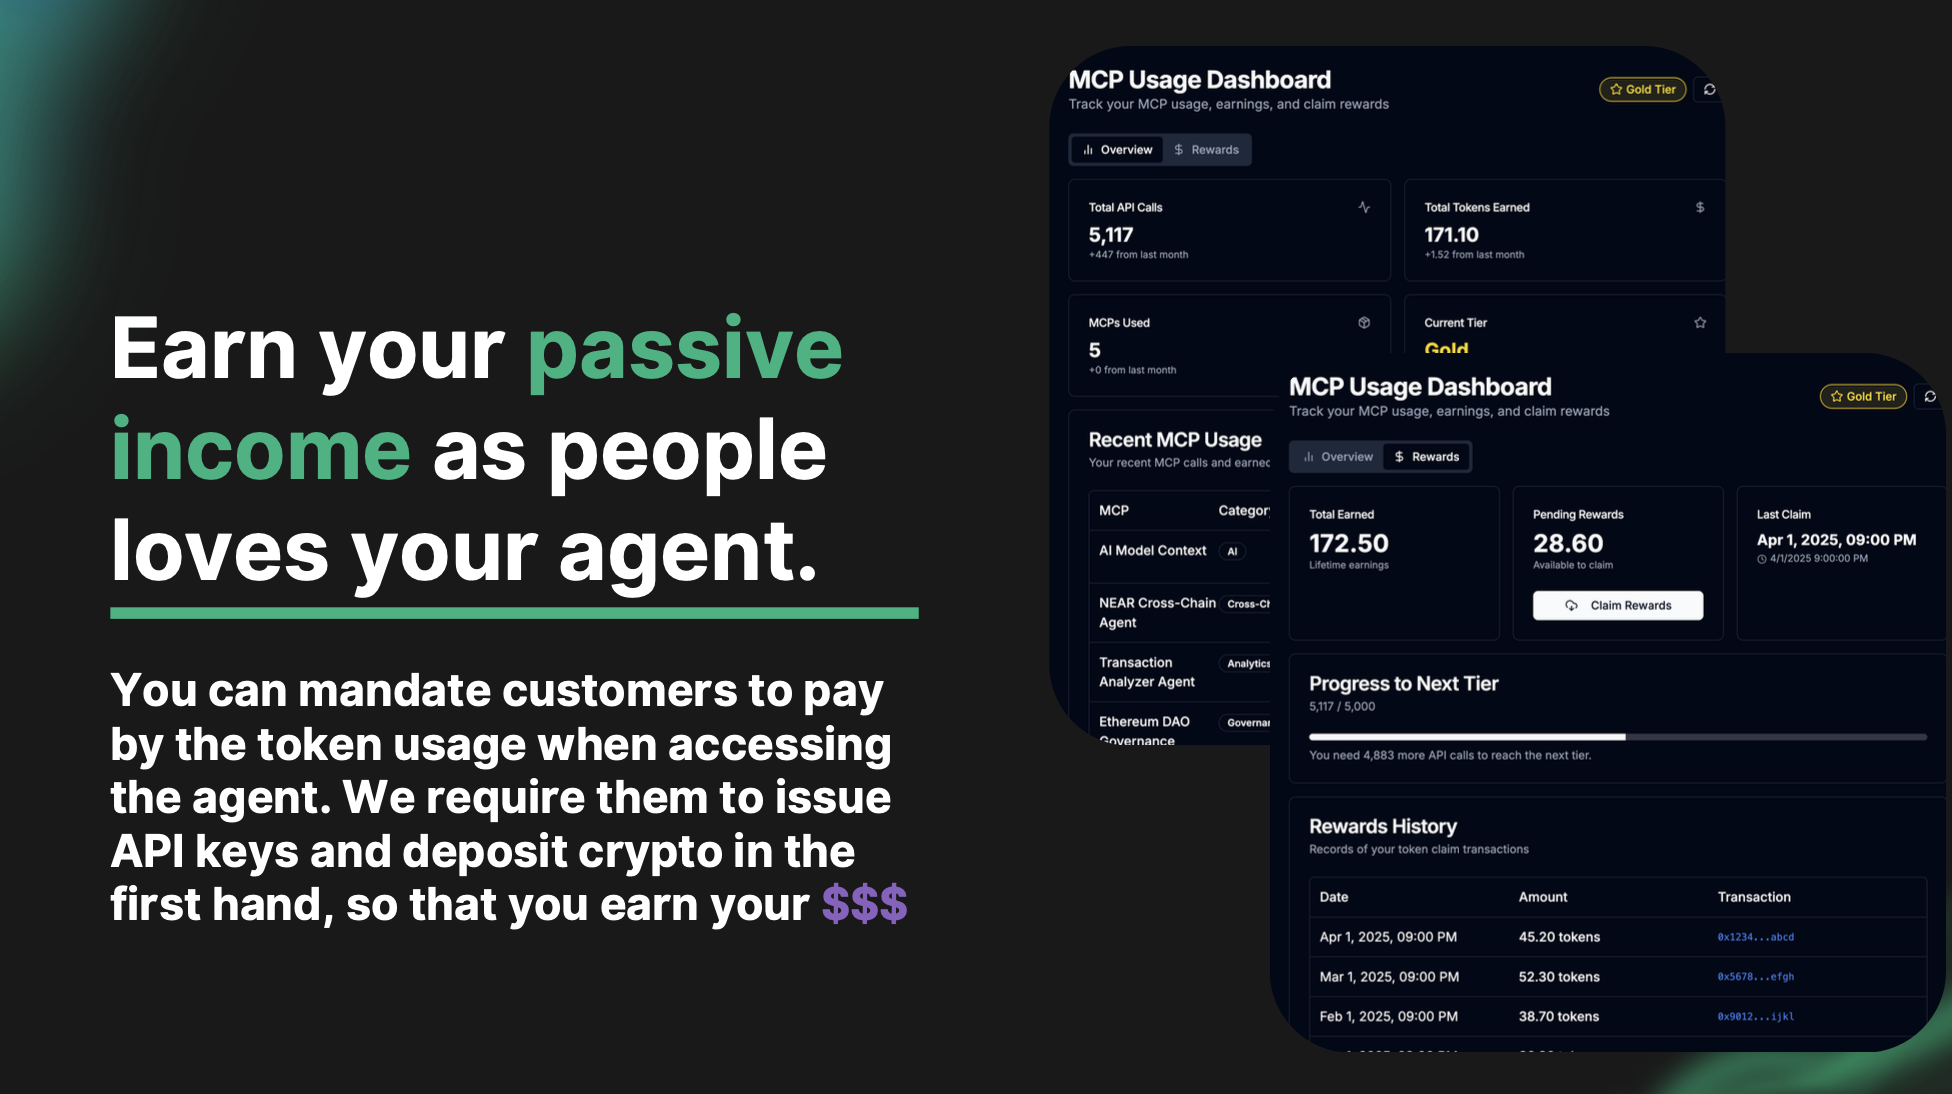 Earn your passive
income as people
loves your agent.
You can mandate customers to pay
by the token usage when accessing
the agent. We require them to issue
API keys and deposit crypto in the
first hand, so that you earn your $$$
MCP Usage Dashboard
Gold Tier
Track your MCP usage, earnings, and claim rewards
Overview
Rewards
Total API Calls
5,117
+447 from last month
Total Tokens Earned
171.10
+1.52 from last month
MCPs Used
5
+0 from last month
Current Tier
Gold
Recent MCP Usage
Your recent MCP calls and earned
MCP Category
AI Model Context AI
NEAR Cross-Chain Cross-Ch
Agent
Transaction Analytics
Analyzer Agent
Ethereum DAO Governan
Governance
MCP Usage Dashboard
Gold Tier
Track your MCP usage, earnings, and claim rewards
Overview
$ Rewards
Total Earned
172.50
Lifetime earnings
Pending Rewards
28.60
Available to claim
Claim Rewards
Last Claim
Apr 1, 2025, 09:00 PM
4/1/2025 9:00:00 PM
Progress to Next Tier
5,117 / 5,000
You need 4,883 more API calls to reach the next tier.
Rewards History
Records of your token claim transactions
Date Amount Transaction
Apr 1, 2025, 09:00 PM 45.20 tokens 0x1234...abcd
Mar 1, 2025, 09:00 PM 52.30 tokens 0x5678...efgh
Feb 1, 2025, 09:00 PM 38.70 tokens 0x9012...ijkl